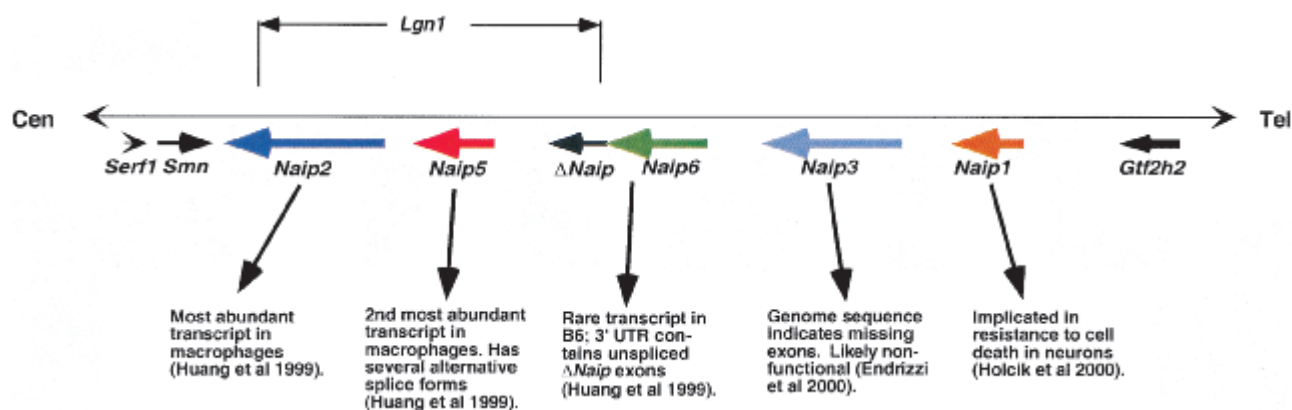 Lgn1
Cen
Tel
Serf1 Smn
Naip2
Naip5
ΔNaip
Naip6
Naip3
Naip1
Gtf2h2
Most abundant
transcript in
macrophages
(Huang et al 1999).
2nd most abundant
transcript in
macrophages. Has
several alternative
splice forms
(Huang et al 1999).
Rare transcript in
B6; 3' UTR con-
tains unspliced
ΔNaip exons
(Huang et al 1999).
Genome sequence
indicates missing
exons. Likely non-
functional (Endrizzi
et al 2000).
Implicated in
resistance to cell
death in neurons
(Holcik et al 2000).